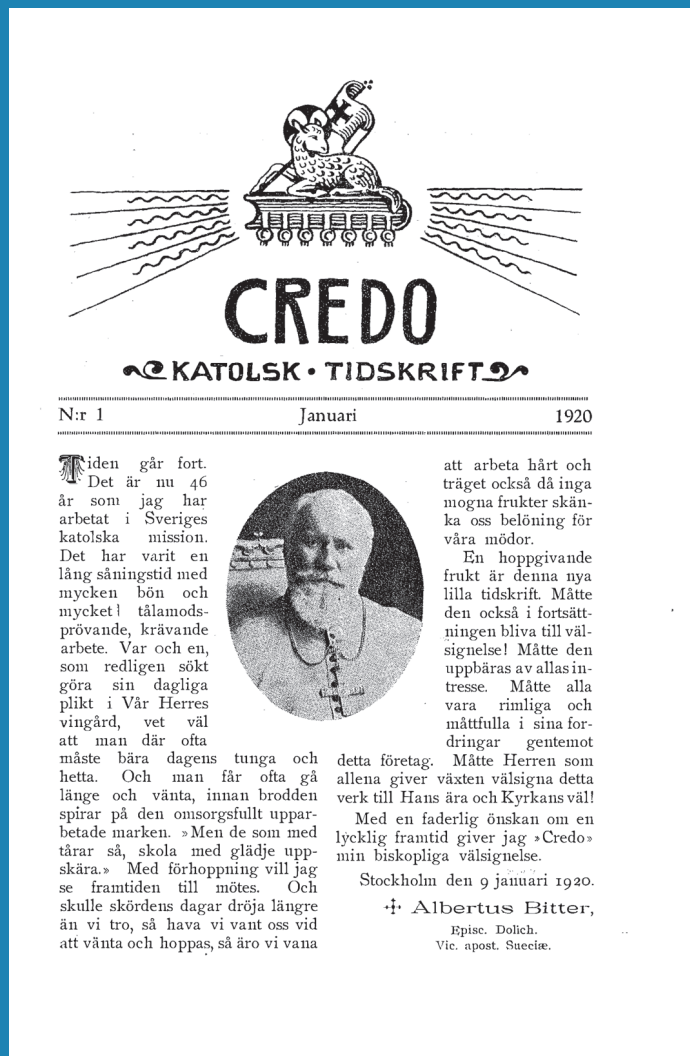 CREDO
KATOLSK • TIDSKRIFT
N:r 1 Januari 1920
Tiden går fort.
Det är nu 46
år som jag har
arbetat i Sveriges
katolska mission.
Det har varit en
lång såningstid med
mycken bön och
mycket tålamods-
prövande, krävande
arbete. Var och en,
som redligen sökt
göra sin dagliga
plikt i Vår Herres
vingård, vet väl
att man där ofta
måste bära dagens tunga och
hetta. Och man får ofta gå
länge och vänta, innan brodden
spirar på den omsorgsfullt uppar-
betade marken. »Men de som med
tårar så, skola med glädje upp-
skära.» Med förhoppning vill jag
se framtiden till mötes. Och
skulle skördens dagar dröja längre
än vi tro, så hava vi vant oss vid
att vänta och hoppas, så äro vi vana
att arbeta hårt och
träget också då inga
mogna frukter skän-
ka oss belöning för
våra mödor.
En hoppgivande
frukt är denna nya
lilla tidskrift. Måtte
den också i fortsätt-
ningen bliva till väl-
signelse! Måtte den
uppbäras av allas in-
tresse. Måtte alla
vara rimliga och
måttfulla i sina for-
dringar gentemot
detta företag. Måtte Herren som
allena giver växten välsigna detta
verk till Hans ära och Kyrkans väl!
Med en faderlig önskan om en
lycklig framtid giver jag »Credo»
min biskopliga välsignelse.
Stockholm den 9 januari 1920.
Albertus Bitter,
Episc. Dolich.
Vic. apost. Sueciæ.